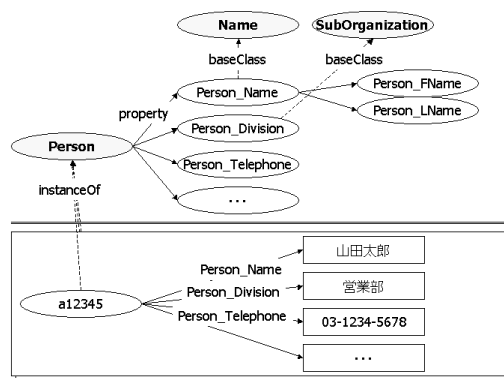 Name
SubOrganization
baseClass
baseClass
Person_Name
Person_FName
Person_LName
property
Person_Division
Person
Person_Telephone
instanceOf
...
山田太郎
Person_Name
営業部
Person_Division
a12345
Person_Telephone
03-1234-5678
...